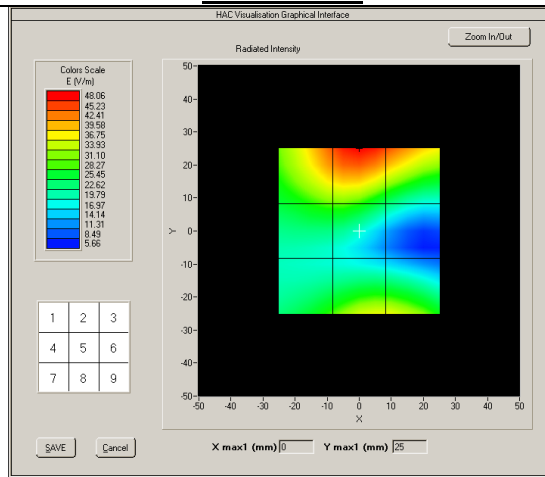 HAC Visualisation Graphical Interface
Zoom In/Out
Radiated Intensity
Colors Scale
E (V/m)
48.06
45.23
42.41
39.58
36.75
33.93
31.10
28.27
25.45
22.62
19.79
16.97
14.14
11.31
8.49
5.66
1 2 3
4 5 6
7 8 9
50
40
30
20
10
0
-10
-20
-30
-40
-50
Y
-50 -40 -30 -20 -10 0 10 20 30 40 50
X
SAVE Cancel
X max1 (mm) 0 Y max1 (mm) 25